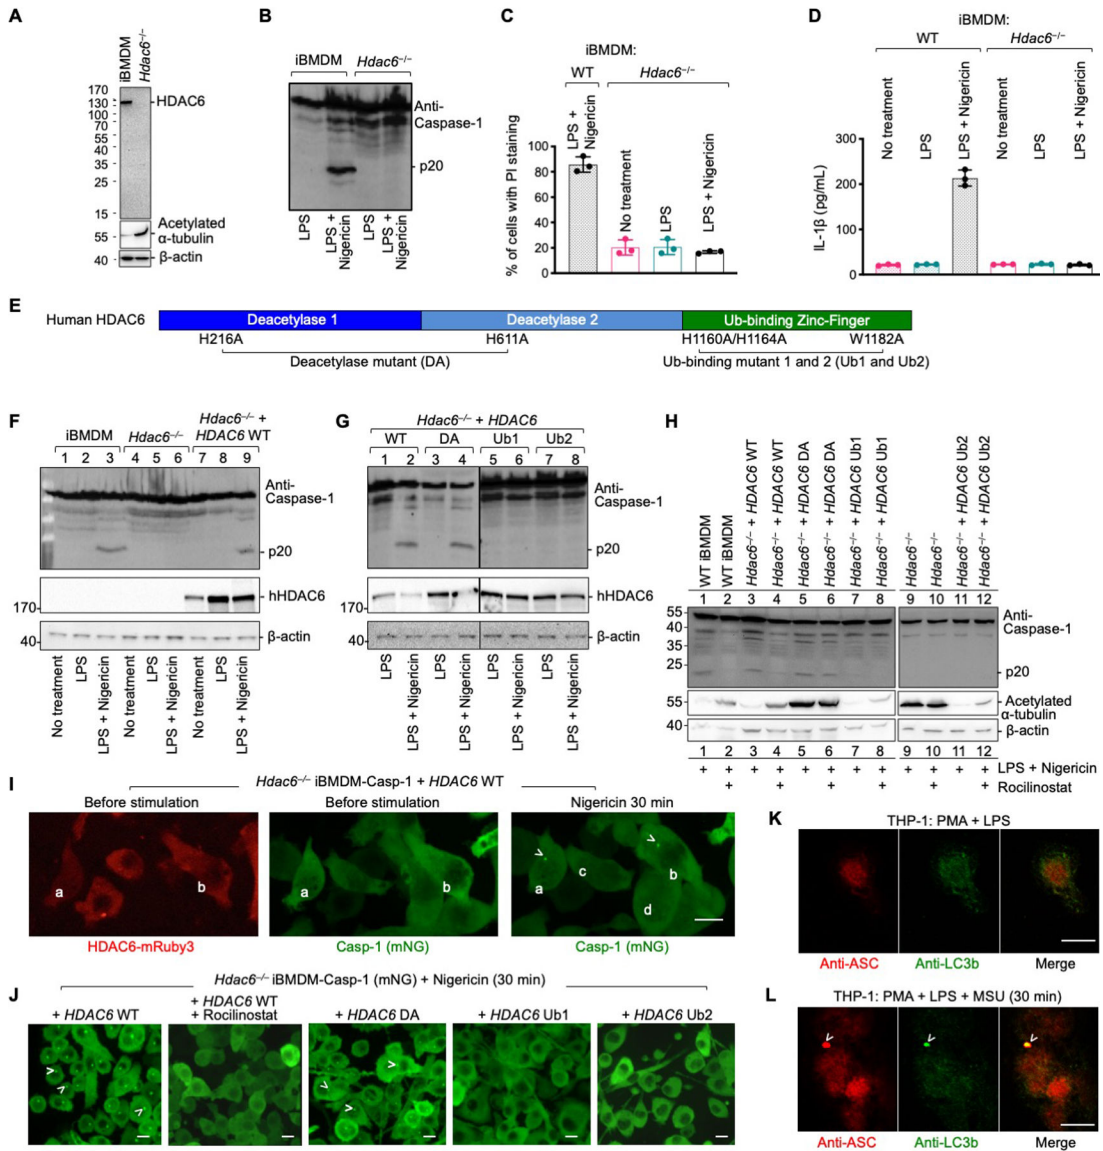 A
iBMDM
Hdac6–/–
170
130
100
70
55
40
35
25
15
55
40
HDAC6
Acetylated
α-tubulin
β-actin
B
iBMDM
Hdac6–/–
Anti-
Caspase-1
p20
LPS
LPS +
Nigericin
LPS
LPS +
Nigericin
C
iBMDM:
WT
Hdac6–/–
LPS +
Nigericin
No treatment
LPS
LPS + Nigericin
% of cells with PI staining
100
80
60
40
20
0
D
iBMDM:
WT
Hdac6–/–
No treatment
LPS
LPS + Nigericin
No treatment
LPS
LPS + Nigericin
IL-1β (pg/mL)
300
200
100
0
E
Human HDAC6
Deacetylase 1
Deacetylase 2
Ub-binding Zinc-Finger
H216A
H611A
H1160A/H1164A
W1182A
Deacetylase mutant (DA)
Ub-binding mutant 1 and 2 (Ub1 and Ub2)
F
iBMDM
Hdac6–/–
Hdac6–/– +
HDAC6 WT
1 2 3 4 5 6 7 8 9
Anti-
Caspase-1
p20
170
hHDAC6
40
β-actin
No treatment
LPS
LPS + Nigericin
No treatment
LPS
LPS + Nigericin
No treatment
LPS
LPS + Nigericin
G
Hdac6–/– + HDAC6
WT DA Ub1 Ub2
1 2 3 4 5 6 7 8
Anti-
Caspase-1
p20
170
hHDAC6
40
β-actin
LPS
LPS + Nigericin
LPS
LPS + Nigericin
LPS
LPS + Nigericin
LPS
LPS + Nigericin
H
WT iBMDM
WT iBMDM
Hdac6–/– + HDAC6 WT
Hdac6–/– + HDAC6 WT
Hdac6–/– + HDAC6 DA
Hdac6–/– + HDAC6 DA
Hdac6–/– + HDAC6 Ub1
Hdac6–/– + HDAC6 Ub1
Hdac6–/–
Hdac6–/–
Hdac6–/– + HDAC6 Ub2
Hdac6–/– + HDAC6 Ub2
1 2 3 4 5 6 7 8 9 10 11 12
55
40
35
25
Anti-
Caspase-1
p20
55
Acetylated
α-tubulin
40
β-actin
1 2 3 4 5 6 7 8 9 10 11 12
+ + + + + + + + + + + + LPS + Nigericin
+ + + + + + Rocilinostat
I
Hdac6–/– iBMDM-Casp-1 + HDAC6 WT
Before stimulation
Before stimulation
Nigericin 30 min
a
b
a
b
a
c
b
d
HDAC6-mRuby3
Casp-1 (mNG)
Casp-1 (mNG)
J
Hdac6–/– iBMDM-Casp-1 (mNG) + Nigericin (30 min)
+ HDAC6 WT
+ HDAC6 WT
+ Rocilinostat
+ HDAC6 DA
+ HDAC6 Ub1
+ HDAC6 Ub2
K
THP-1: PMA + LPS
Anti-ASC
Anti-LC3b
Merge
L
THP-1: PMA + LPS + MSU (30 min)
Anti-ASC
Anti-LC3b
Merge